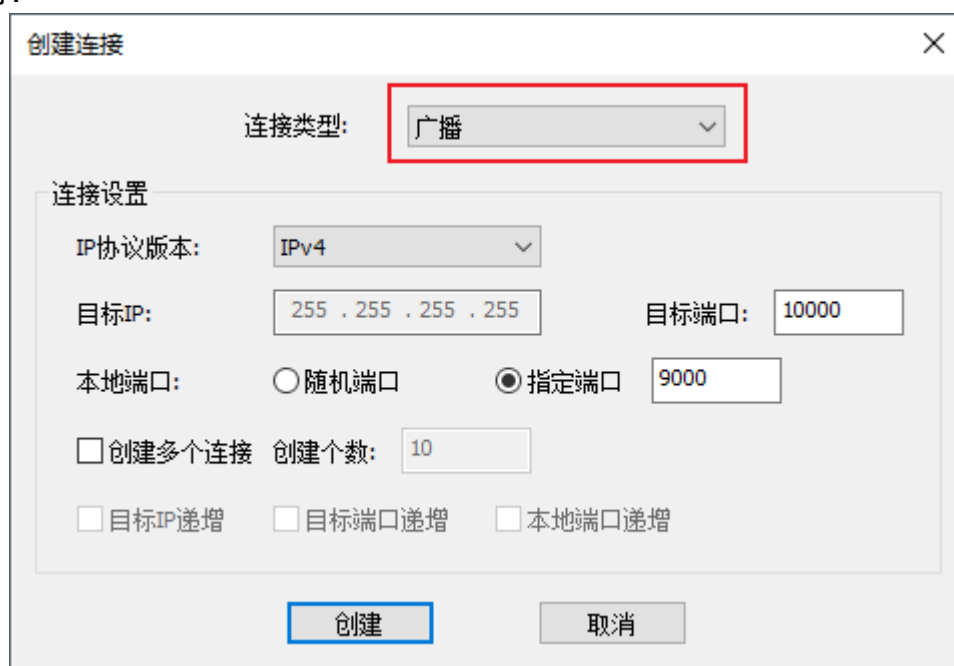 创建连接
连接类型: 广播
连接设置
IP协议版本: IPv4
目标IP: 255 . 255 . 255 . 255 目标端口: 10000
本地端口: 随机端口 指定端口 9000
创建多个连接 创建个数: 10
目标IP递增 目标端口递增 本地端口递增
创建 取消